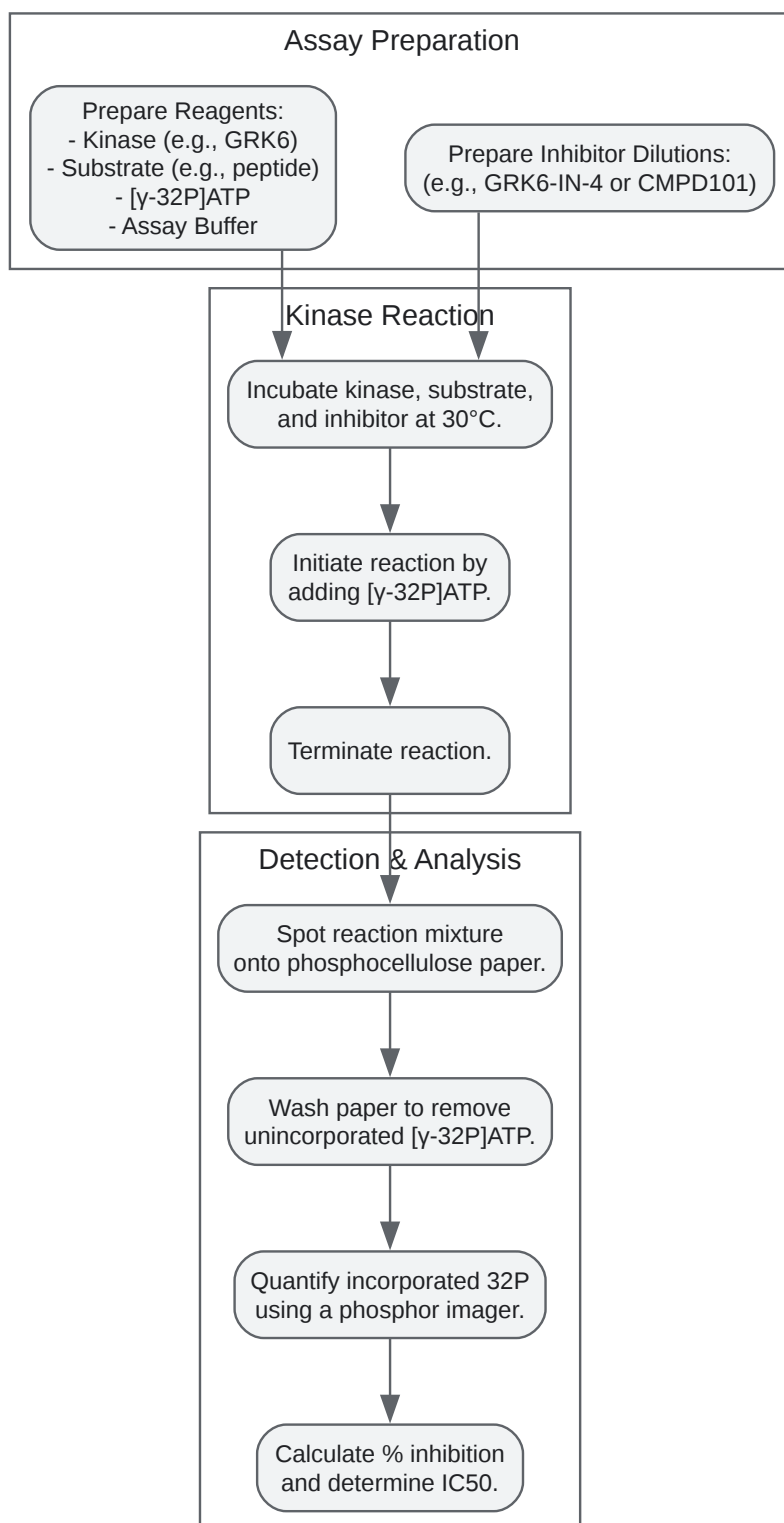 Assay Preparation
Prepare Reagents:
- Kinase (e.g., GRK6)
- Substrate (e.g., peptide)
- [γ-32P]ATP
- Assay Buffer
Prepare Inhibitor Dilutions:
(e.g., GRK6-IN-4 or CMPD101)
Kinase Reaction
Incubate kinase, substrate,
and inhibitor at 30°C.
Initiate reaction by
adding [γ-32P]ATP.
Terminate reaction.
Detection & Analysis
Spot reaction mixture
onto phosphocellulose paper.
Wash paper to remove
unincorporated [γ-32P]ATP.
Quantify incorporated 32P
using a phosphor imager.
Calculate % inhibition
and determine IC50.